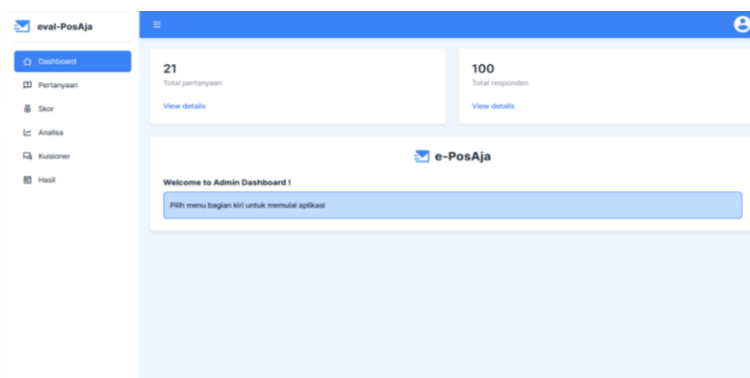 eval-PosAja
Dashboard
Pertanyaan
Skor
Analisa
Kuisioner
Hasil
21
Total pertanyaan
View details
100
Total responden
View details
e-PosAja
Welcome to Admin Dashboard !
Pilih menu bagian kiri untuk memulai aplikasi